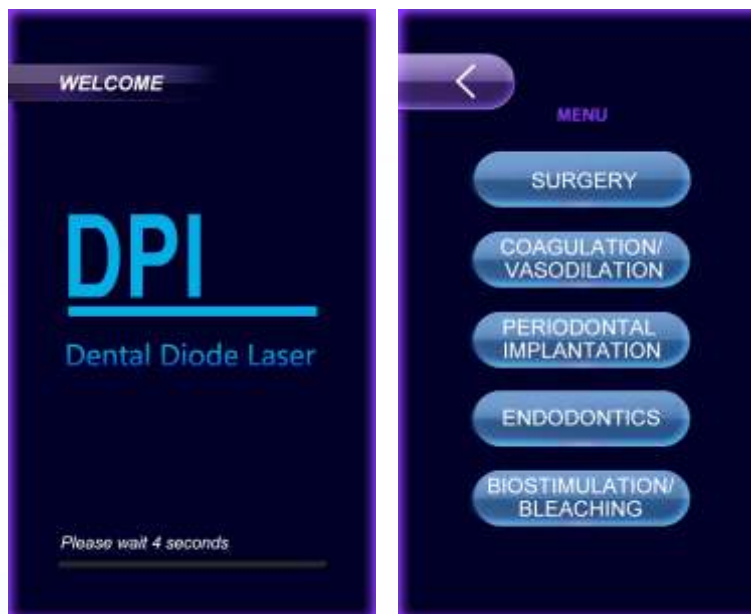 WELCOME
DPI
Dental Diode Laser
Please wait 4 seconds
MENU
SURGERY
COAGULATION/
VASODILATION
PERIODONTAL
IMPLANTATION
ENDODONTICS
BIOSTIMULATION/
BLEACHING